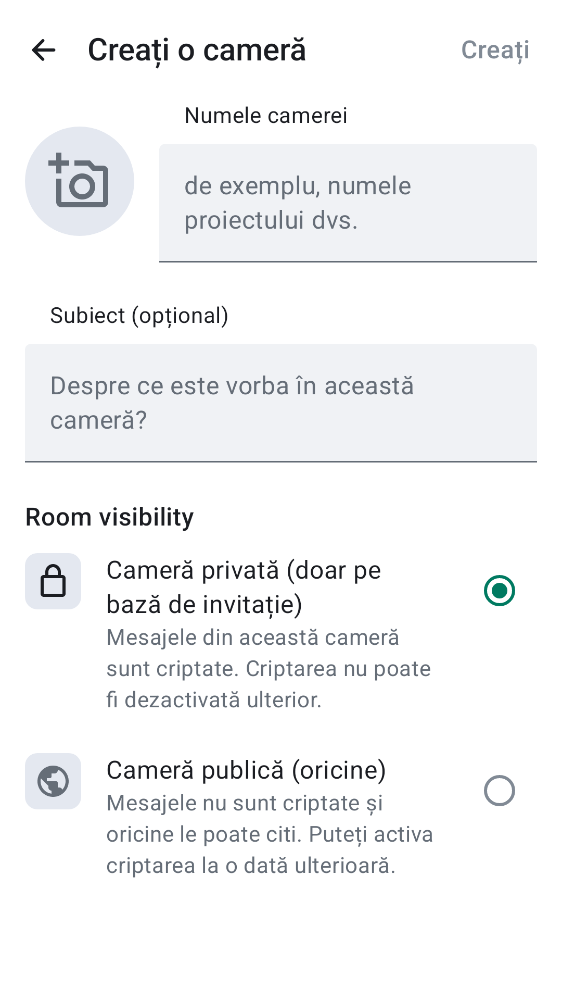 Creați o cameră
Creați
Numele camerei
de exemplu, numele
proiectului dvs.
Subiect (opțional)
Despre ce este vorba în această
cameră?
Room visibility
Cameră privată (doar pe
bază de invitație)
Mesajele din această cameră
sunt criptate. Criptarea nu poate
fi dezactivată ulterior.
Cameră publică (oricine)
Mesajele nu sunt criptate și
oricine le poate citi. Puteți activa
criptarea la o dată ulterioară.